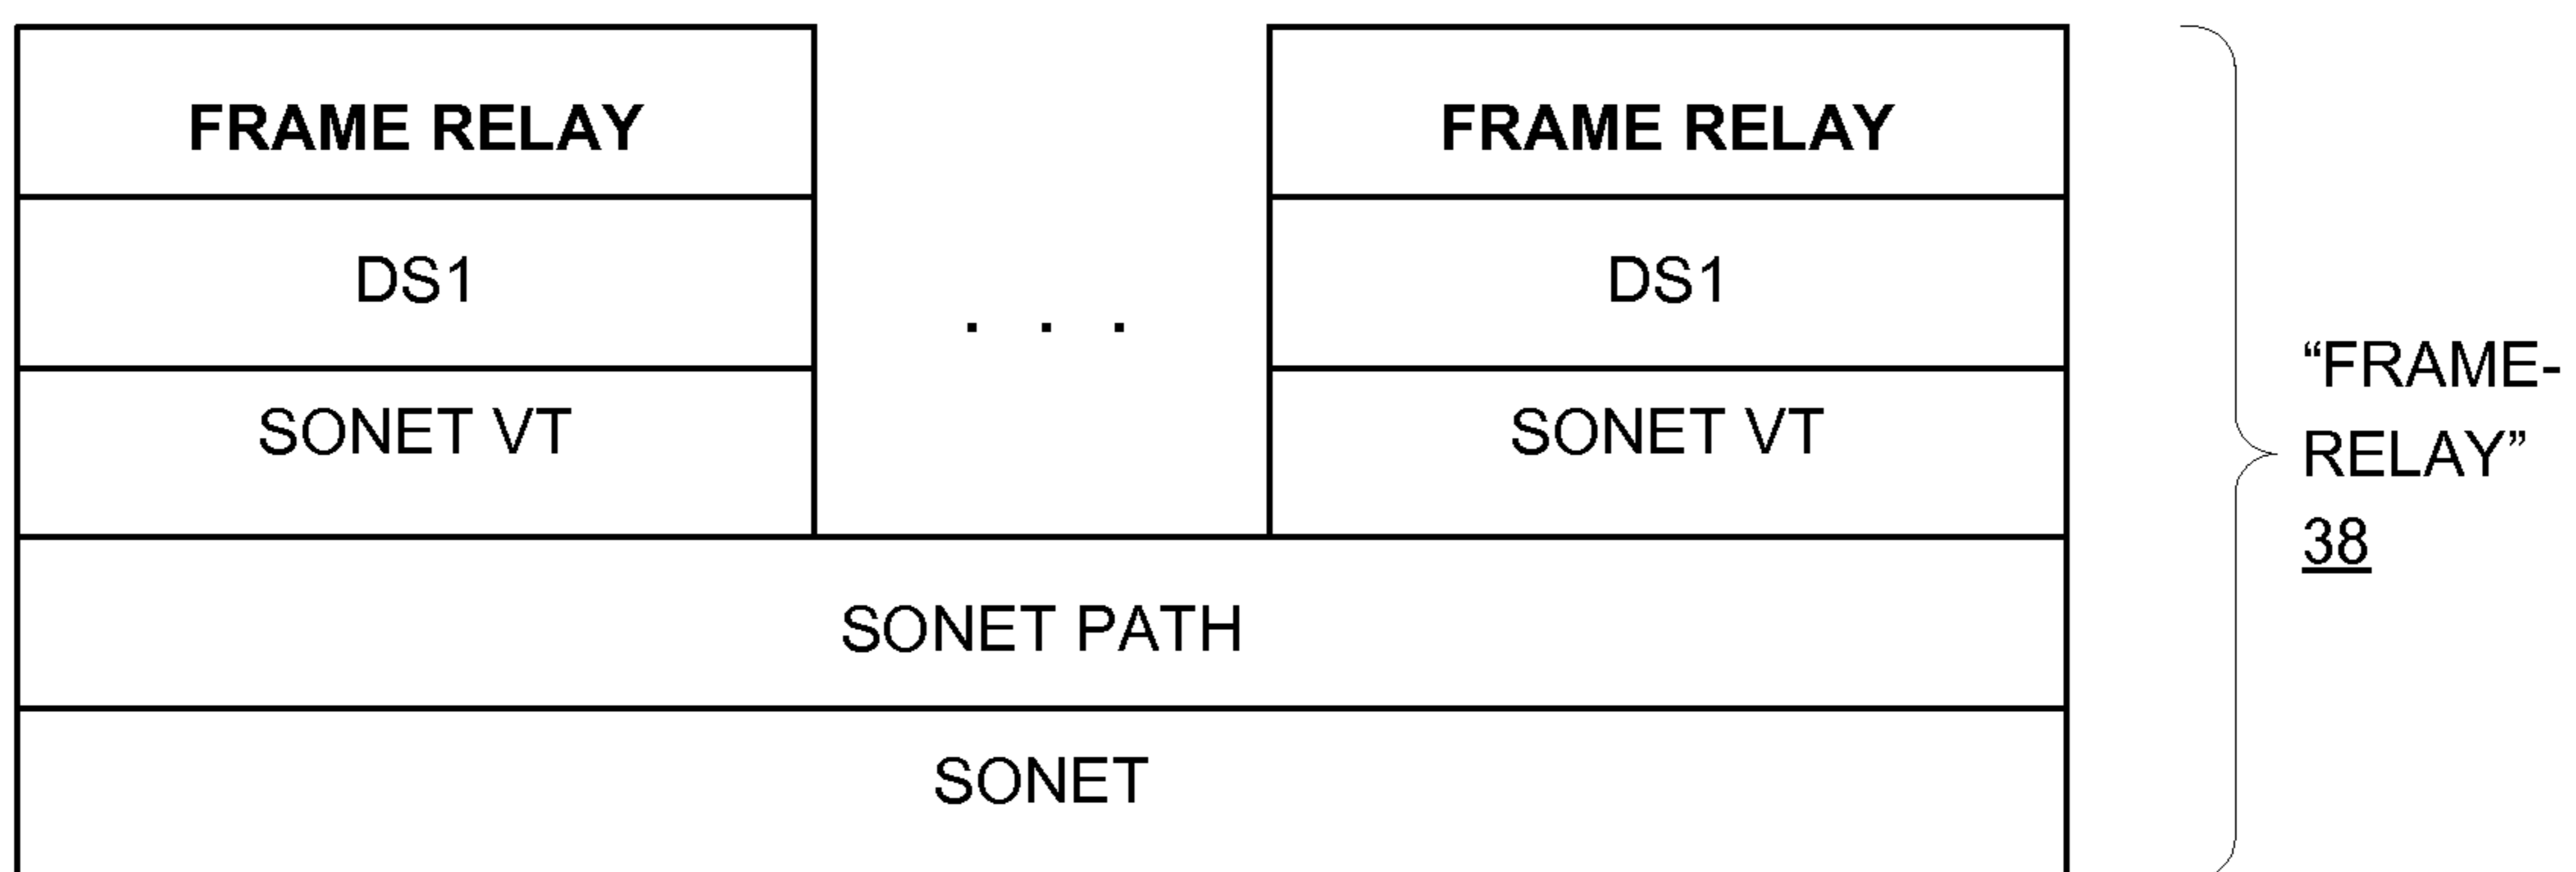 FRAME RELAY
FRAME RELAY
DS1
DS1
. . .
SONET VT
SONET VT
SONET PATH
SONET
“FRAME-
RELAY”
38